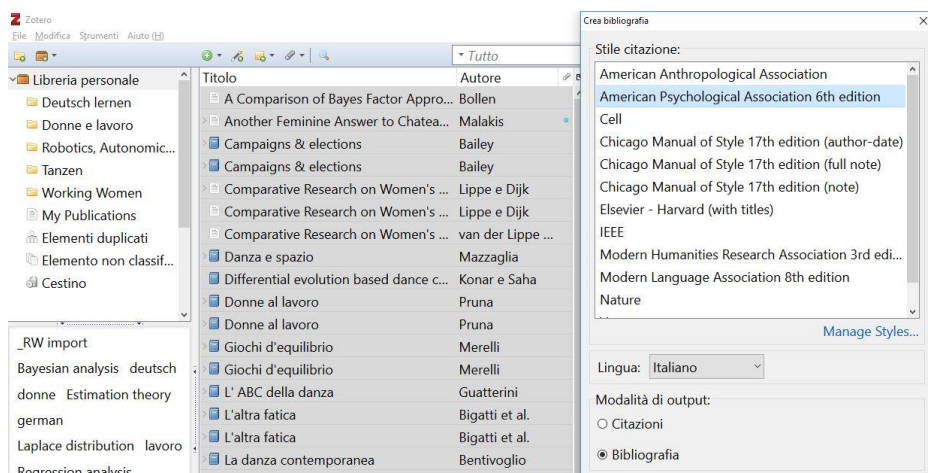 Zotero
File Modifica Strumenti Aiuto (H)
Tutto
Libreria personale
Deutsch lernen
Donne e lavoro
Robotics, Autonomic...
Tanzen
Working Women
My Publications
Elementi duplicati
Elemento non classif...
Cestino
_RW import
Bayesian analysis deutsch
donne Estimation theory
german
Laplace distribution lavoro
Regression analysis
Titolo Autore
A Comparison of Bayes Factor Appro... Bollen
Another Feminine Answer to Chatea... Malakis
Campaigns & elections Bailey
Campaigns & elections Bailey
Comparative Research on Women's ... Lippe e Dijk
Comparative Research on Women's ... Lippe e Dijk
Comparative Research on Women's ... van der Lippe ...
Danza e spazio Mazzaglia
Differential evolution based dance c... Konar e Saha
Donne al lavoro Pruna
Donne al lavoro Pruna
Giochi d'equilibrio Merelli
Giochi d'equilibrio Merelli
L' ABC della danza Guatterini
L'altra fatica Bigatti et al.
L'altra fatica Bigatti et al.
La danza contemporanea Bentivoglio
Crea bibliografia
Stile citazione:
American Anthropological Association
American Psychological Association 6th edition
Cell
Chicago Manual of Style 17th edition (author-date)
Chicago Manual of Style 17th edition (full note)
Chicago Manual of Style 17th edition (note)
Elsevier - Harvard (with titles)
IEEE
Modern Humanities Research Association 3rd edi...
Modern Language Association 8th edition
Nature
Manage Styles...
Lingua: Italiano
Modalità di output:
Citazioni
Bibliografia